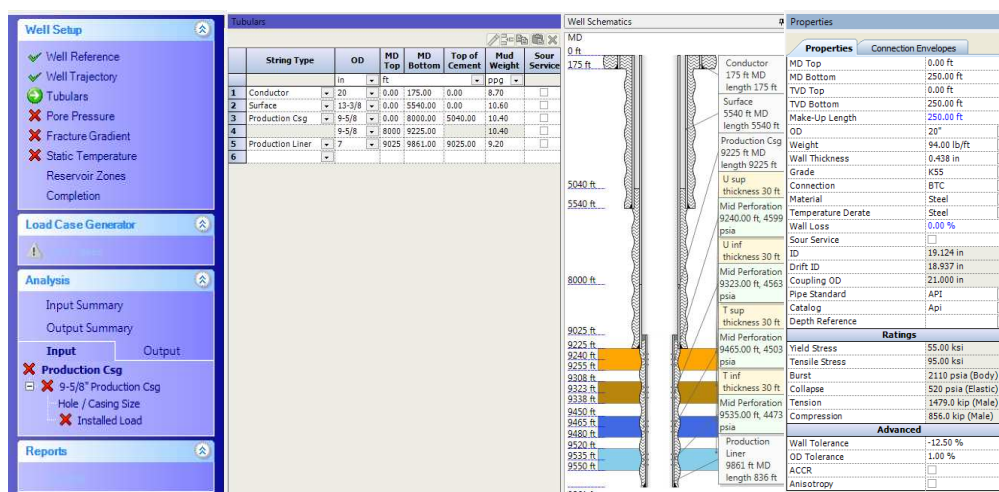 Well Setup
Well Reference
Well Trajectory
Tubulars
Pore Pressure
Fracture Gradient
Static Temperature
Reservoir Zones
Completion
Load Case Generator
Analysis
Input Summary
Output Summary
Input Output
Production Csg
9-5/8" Production Csg
Hole / Casing Size
Installed Load
Reports
Tubulars
String Type OD MD Top MD Bottom Top of Cement Mud Weight Sour Service
in ft ppg
1 Conductor 20 0.00 175.00 0.00 8.70
2 Surface 13-3/8 0.00 5540.00 0.00 10.60
3 Production Csg 9-5/8 0.00 8000.00 5040.00 10.40
4 9-5/8 8000 9225.00 10.40
5 Production Liner 7 9025 9861.00 9025.00 9.20
6
Well Schematics
MD
0 ft
175 ft
5040 ft
5540 ft
8000 ft
9025 ft
9225 ft
9240 ft
9255 ft
9308 ft
9323 ft
9338 ft
9450 ft
9465 ft
9480 ft
9520 ft
9535 ft
9550 ft
Conductor
175 ft MD
length 175 ft
Surface
5540 ft MD
length 5540 ft
Production Csg
9225 ft MD
length 9225 ft
U sup
thickness 30 ft
Mid Perforation
9240.00 ft, 4599
psia
U inf
thickness 30 ft
Mid Perforation
9323.00 ft, 4563
psia
T sup
thickness 30 ft
Mid Perforation
9465.00 ft, 4503
psia
T inf
thickness 30 ft
Mid Perforation
9535.00 ft, 4473
psia
Production
Liner
9861 ft MD
length 836 ft
Properties
Properties Connection Envelopes
MD Top 0.00 ft
MD Bottom 250.00 ft
TVD Top 0.00 ft
TVD Bottom 250.00 ft
Make-Up Length 250.00 ft
OD 20"
Weight 94.00 lb/ft
Wall Thickness 0.438 in
Grade K55
Connection BTC
Material Steel
Temperature Derate Steel
Wall Loss 0.00 %
Sour Service
ID 19.124 in
Drift ID 18.937 in
Coupling OD 21.000 in
Pipe Standard API
Catalog Api
Depth Reference
Ratings
Yield Stress 55.00 ksi
Tensile Stress 95.00 ksi
Burst 2110 psia (Body)
Collapse 520 psia (Elastic)
Tension 1479.0 kip (Male)
Compression 856.0 kip (Male)
Advanced
Wall Tolerance -12.50 %
OD Tolerance 1.00 %
ACCR
Anisotropy